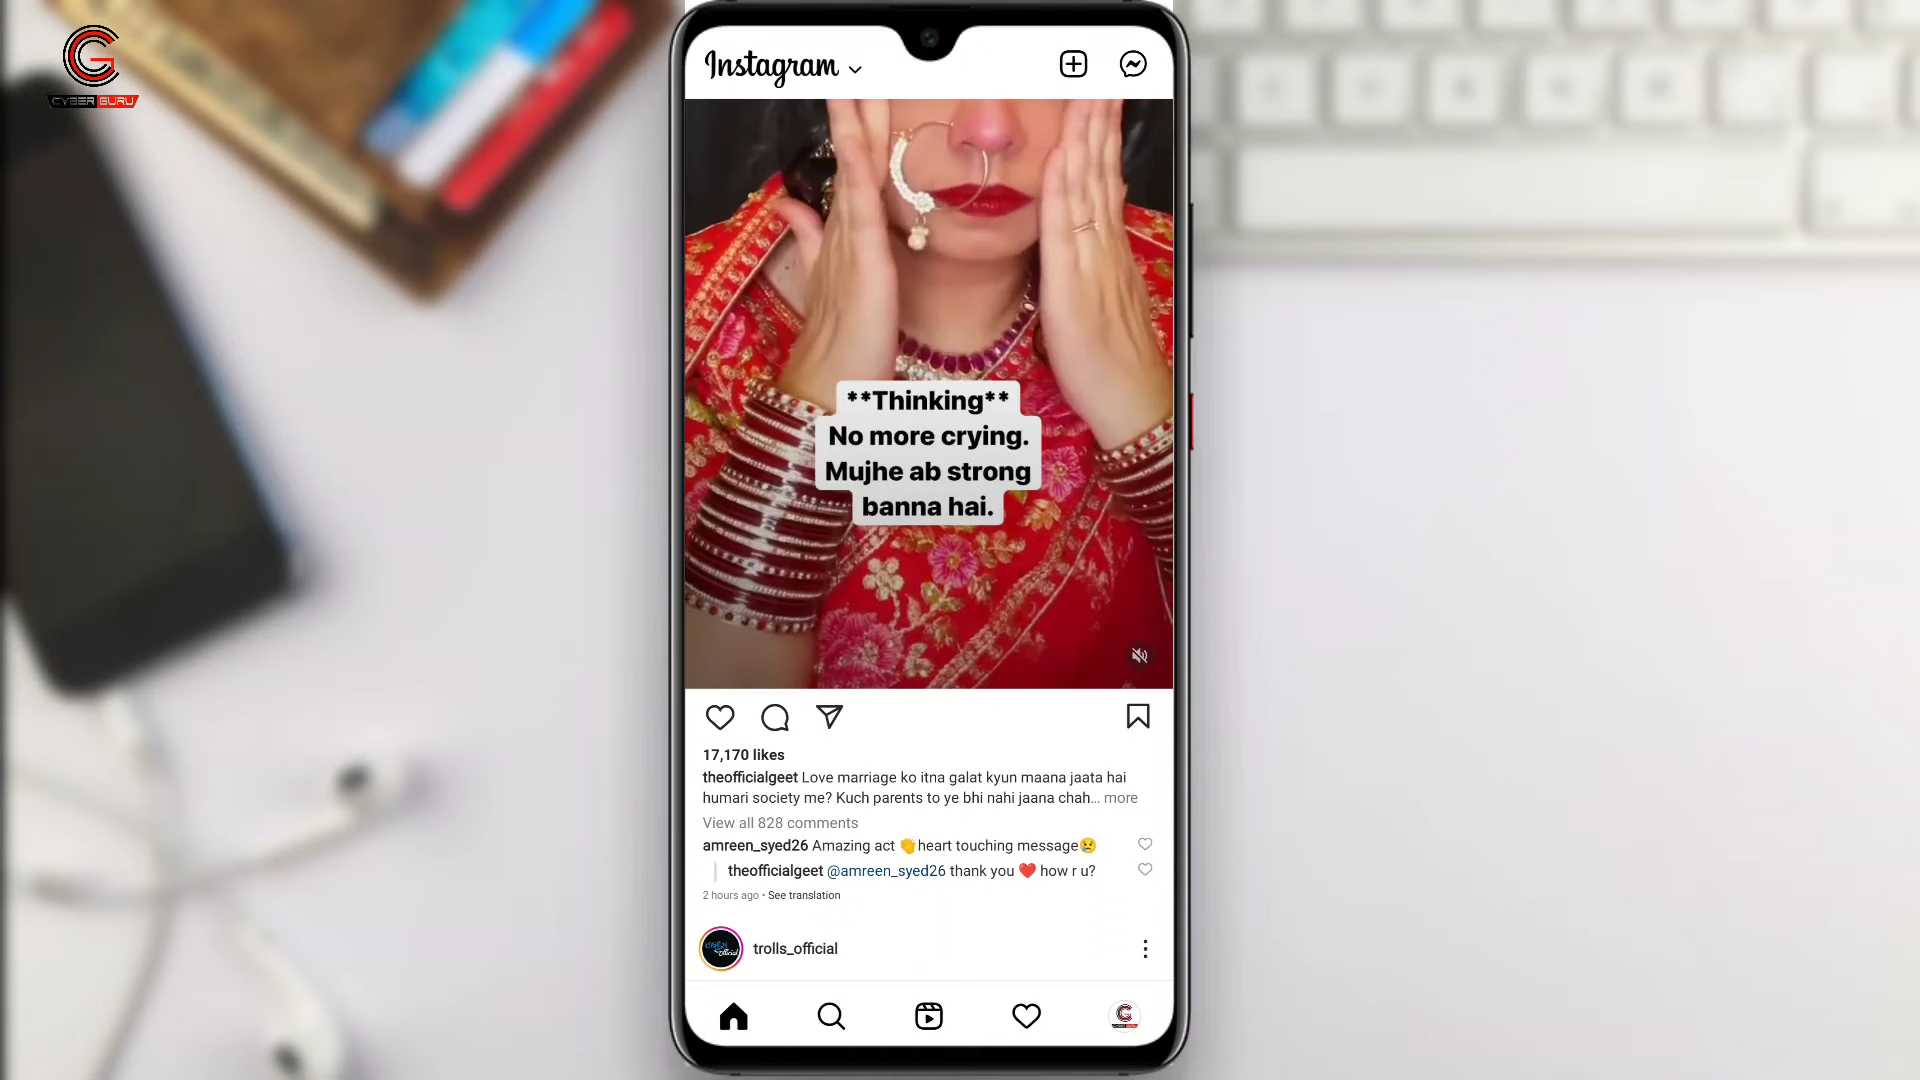 CYBER GURU
Instagram
**Thinking**
No more crying.
Mujhe ab strong
banna hai.
17,170 likes
theofficialgeet Love marriage ko itna galat kyun maana jaata hai
humari society me? Kuch parents to ye bhi nahi jaana chah... more
View all 828 comments
amreen_syed26 Amazing act 👏heart touching message😢
theofficialgeet @amreen_syed26 thank you ❤️ how r u?
2 hours ago • See translation
trolls_official